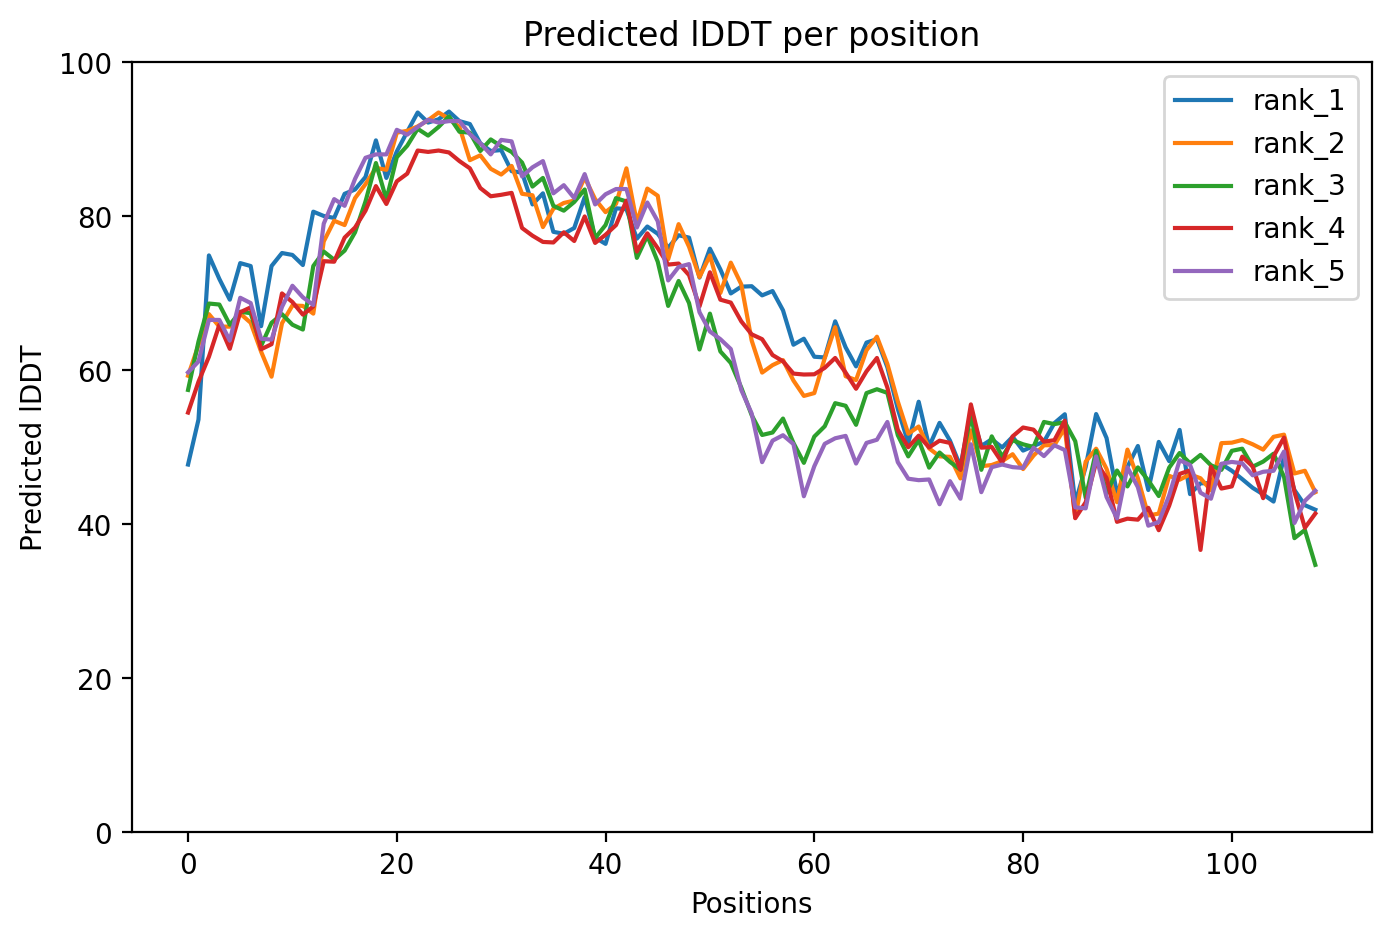 Predicted lDDT per position
100
80
60
40
20
0
Predicted lDDT
rank_1
rank_2
rank_3
rank_4
rank_5
0 20 40 60 80 100
Positions